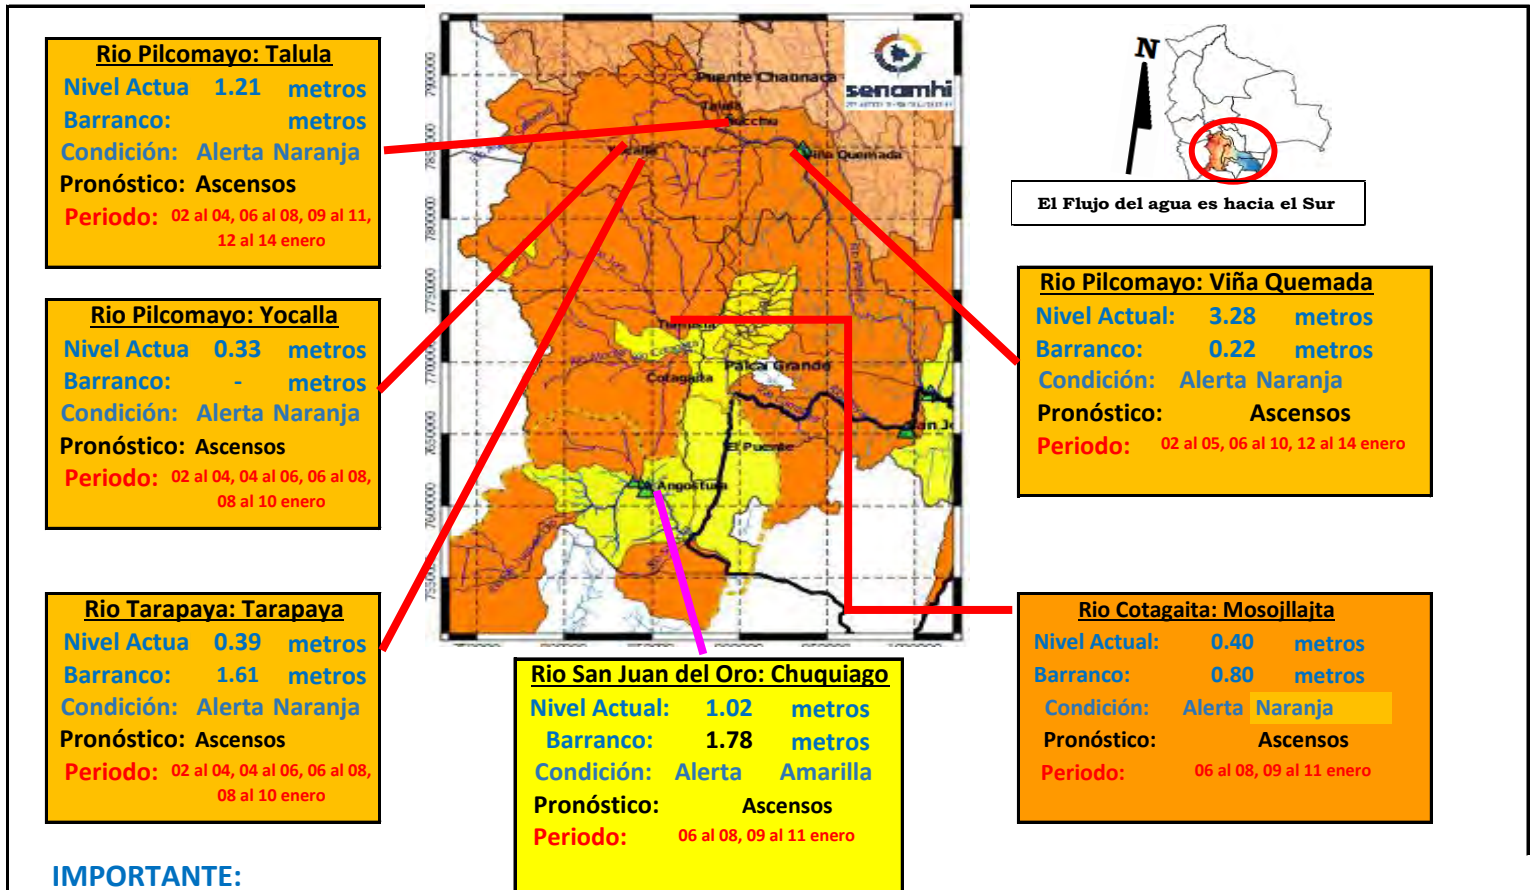 Rio Pilcomayo: Talula
Nivel Actua 1.21 metros
Barranco: metros
Condición: Alerta Naranja
Pronóstico: Ascensos
Periodo: 02 al 04, 06 al 08, 09 al 11,
12 al 14 enero
Rio Pilcomayo: Yocalla
Nivel Actua 0.33 metros
Barranco: - metros
Condición: Alerta Naranja
Pronóstico: Ascensos
Periodo: 02 al 04, 04 al 06, 06 al 08,
08 al 10 enero
Rio Tarapaya: Tarapaya
Nivel Actua 0.39 metros
Barranco: 1.61 metros
Condición: Alerta Naranja
Pronóstico: Ascensos
Periodo: 02 al 04, 04 al 06, 06 al 08,
08 al 10 enero
IMPORTANTE:
senamhi
Puente Chaunaca
Talula
Viña Quemada
Tumusla
Cotagaita
Palca Grande
El Puente
Angostura
7900000
7850000
7800000
7750000
7700000
7650000
7600000
Rio San Juan del Oro: Chuquiago
Nivel Actual: 1.02 metros
Barranco: 1.78 metros
Condición: Alerta Amarilla
Pronóstico: Ascensos
Periodo: 06 al 08, 09 al 11 enero
N
El Flujo del agua es hacia el Sur
Rio Pilcomayo: Viña Quemada
Nivel Actual: 3.28 metros
Barranco: 0.22 metros
Condición: Alerta Naranja
Pronóstico: Ascensos
Periodo: 02 al 05, 06 al 10, 12 al 14 enero
Rio Cotagaita: Mosojllajta
Nivel Actual: 0.40 metros
Barranco: 0.80 metros
Condición: Alerta Naranja
Pronóstico: Ascensos
Periodo: 06 al 08, 09 al 11 enero